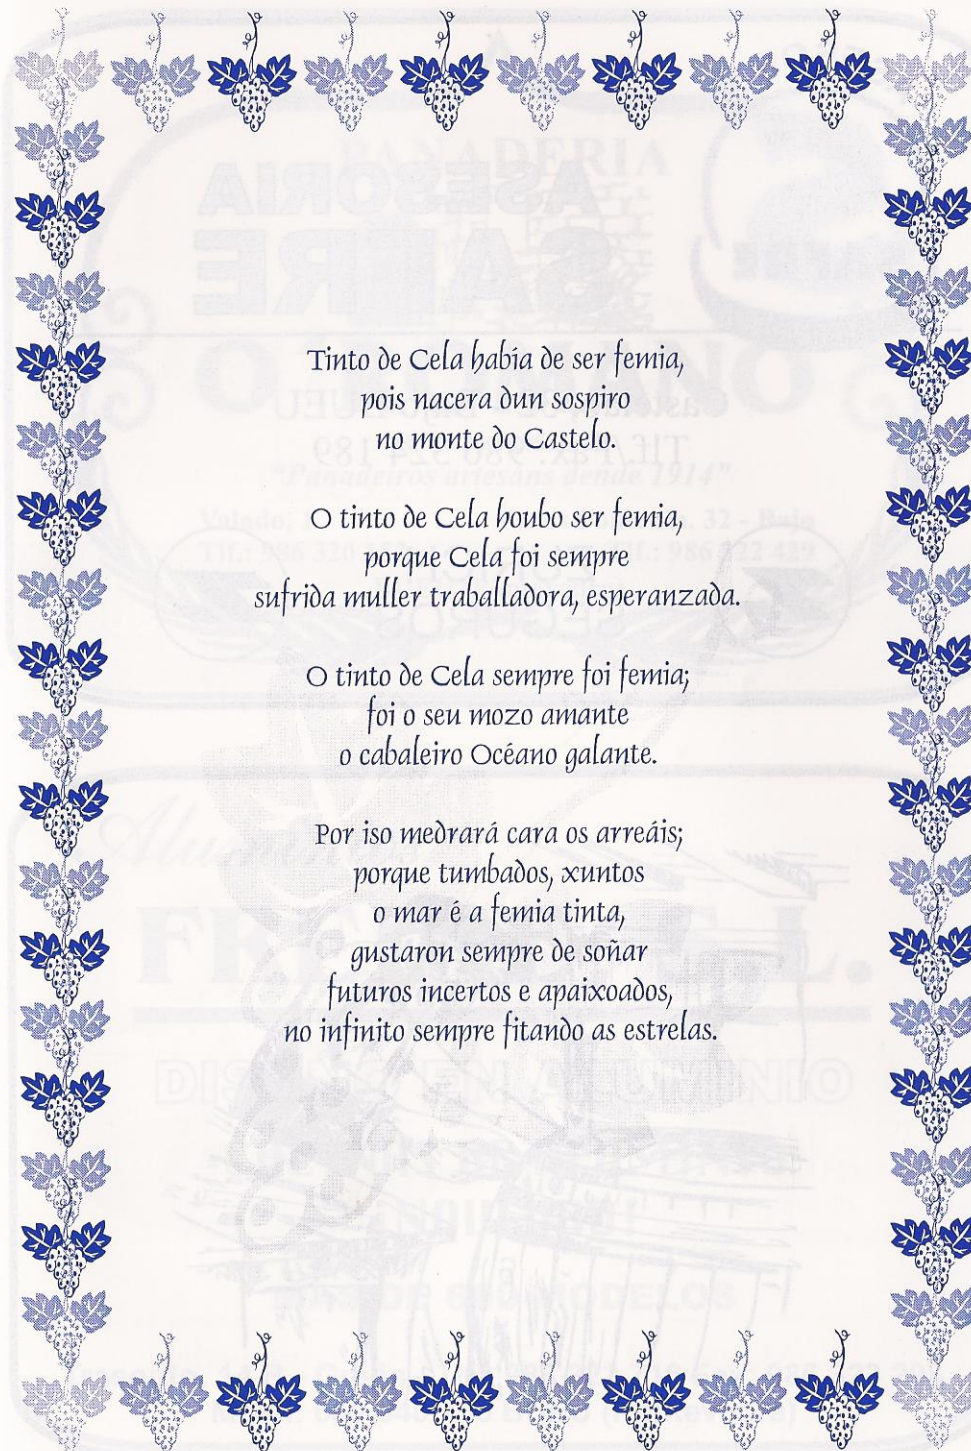 Tinto de Cela había de ser femia,
pois nacera dun sospiro
no monte do Castelo.

O tinto de Cela houbo ser femia,
porque Cela foi sempre
sufrida muller traballadora, esperanzada.

O tinto de Cela sempre foi femia;
foi o seu mozo amante
o cabaleiro Océano galante.

Por iso medrará cara os arreáis;
porque tumbados, xuntos
o mar é a femia tinta,
gustaron sempre de soñar
futuros incertos e apaixoados,
no infinito sempre fitando as estrelas.